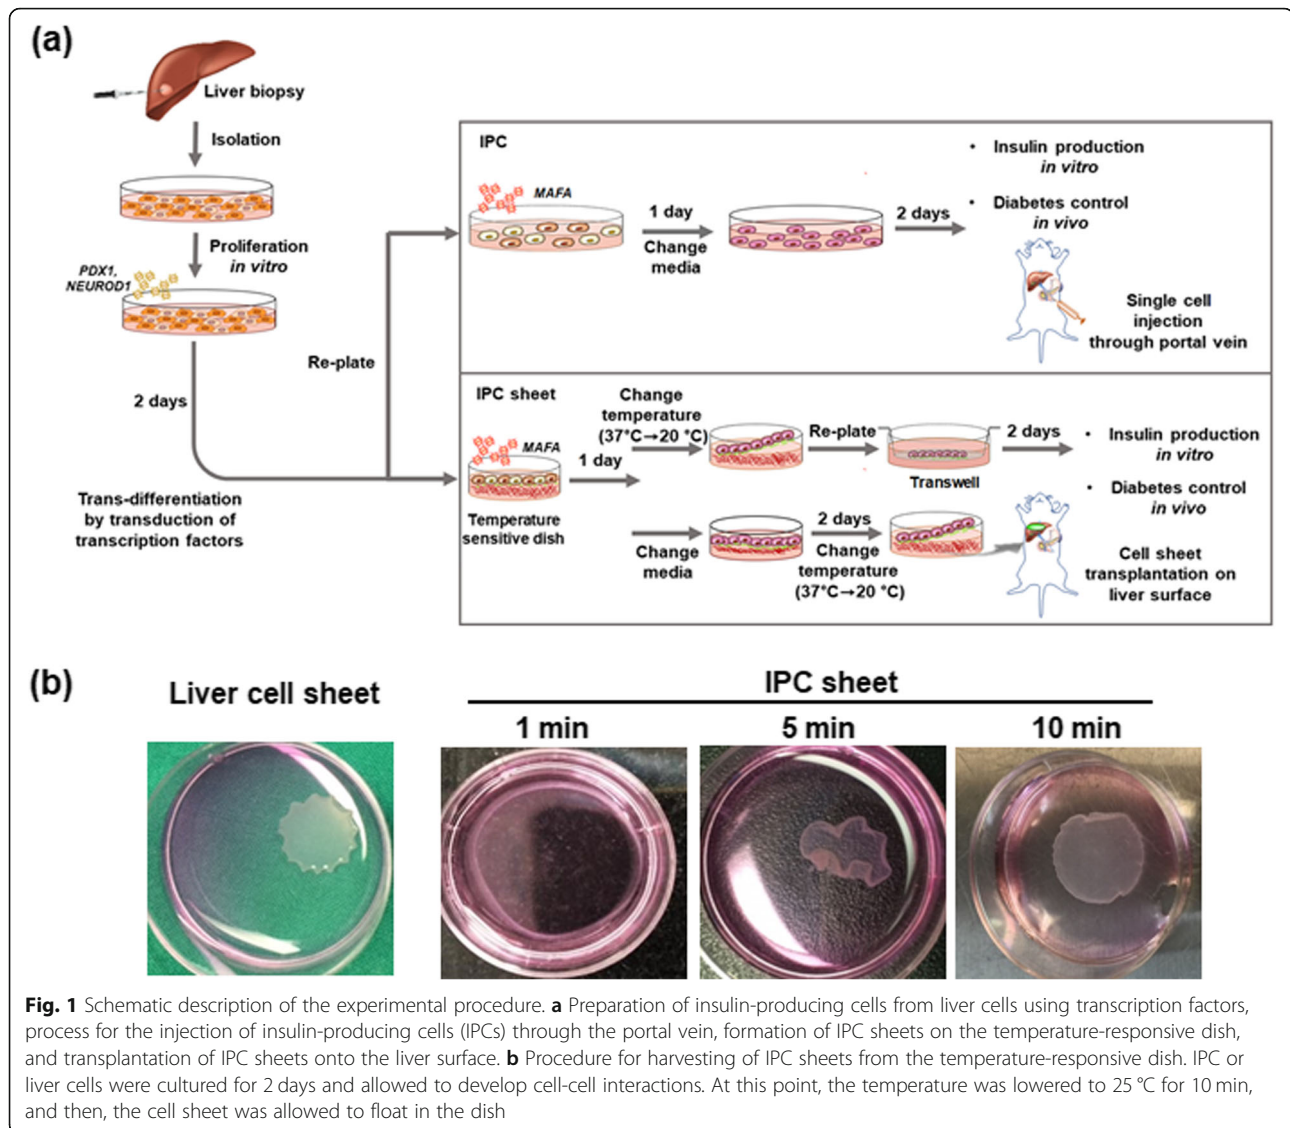 (a)
Liver biopsy
Isolation
Proliferation
in vitro
PDX1,
NEUROD1
2 days
Trans-differentiation
by transduction of
transcription factors
Re-plate
IPC
MAFA
1 day
Change
media
2 days
• Insulin production
in vitro
• Diabetes control
in vivo
Single cell
injection
through portal vein
IPC sheet
MAFA
Temperature
sensitive dish
1 day
Change
temperature
(37°C→20 °C)
Re-plate
Transwell
2 days
• Insulin production
in vitro
• Diabetes control
in vivo
Change
media
2 days
Change
temperature
(37°C→20 °C)
Cell sheet
transplantation on
liver surface
(b)
Liver cell sheet
IPC sheet
1 min
5 min
10 min
Fig. 1 Schematic description of the experimental procedure. a Preparation of insulin-producing cells from liver cells using transcription factors,
process for the injection of insulin-producing cells (IPCs) through the portal vein, formation of IPC sheets on the temperature-responsive dish,
and transplantation of IPC sheets onto the liver surface. b Procedure for harvesting of IPC sheets from the temperature-responsive dish. IPC or
liver cells were cultured for 2 days and allowed to develop cell-cell interactions. At this point, the temperature was lowered to 25 °C for 10 min,
and then, the cell sheet was allowed to float in the dish